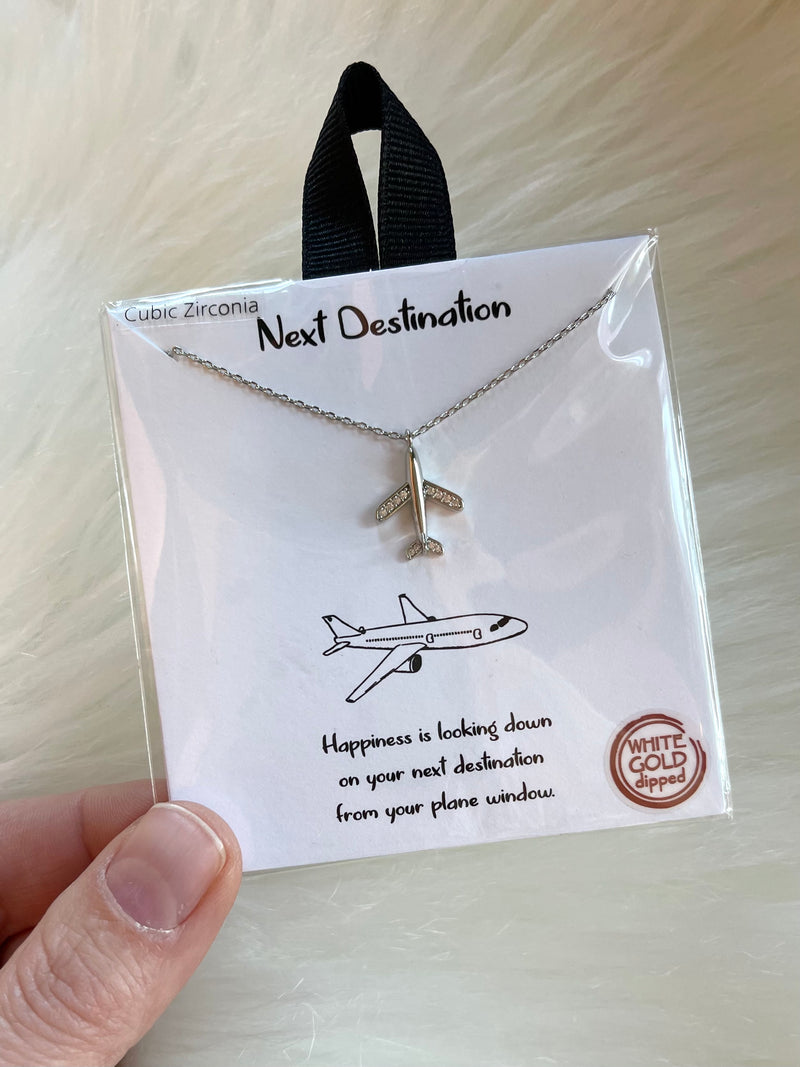 Cubic Zirconia
Next Destination
Happiness is looking down
on your next destination
from your plane window.
WHITE
GOLD
dipped